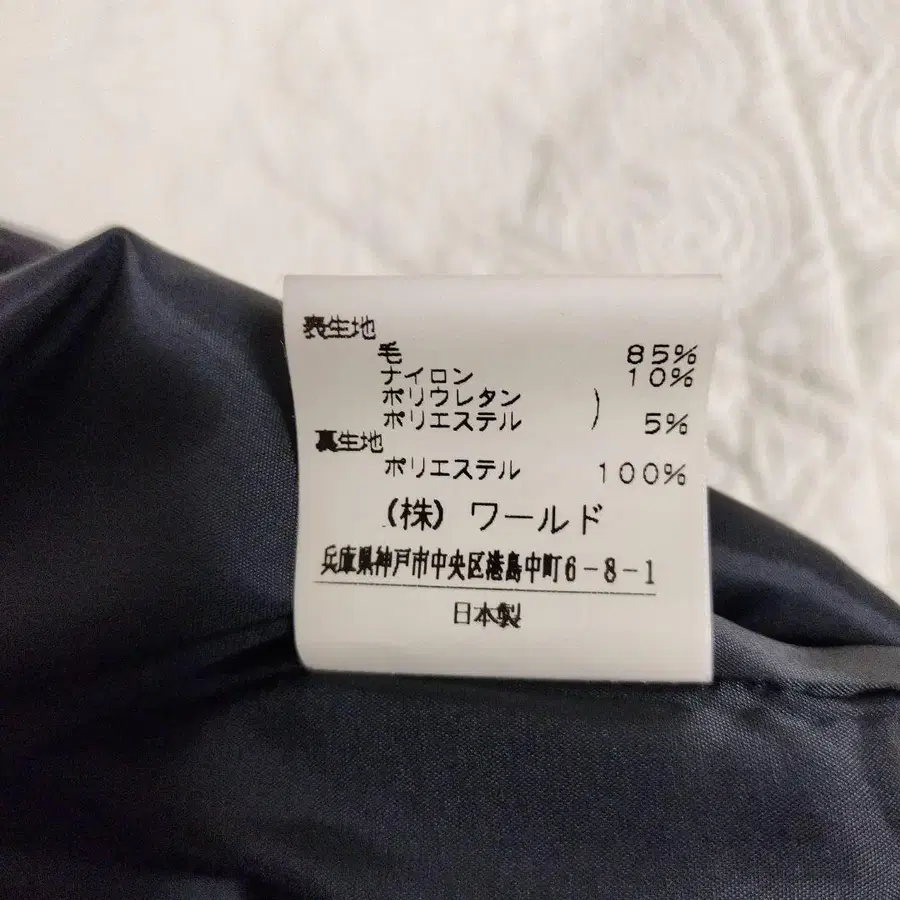 表生地
毛 85%
ナイロン 10%
ポリウレタン )
ポリエステル 5%
裏生地
ポリエステル 100%
(株) ワールド
兵庫県神戸市中央区港島中町6-8-1
日本製